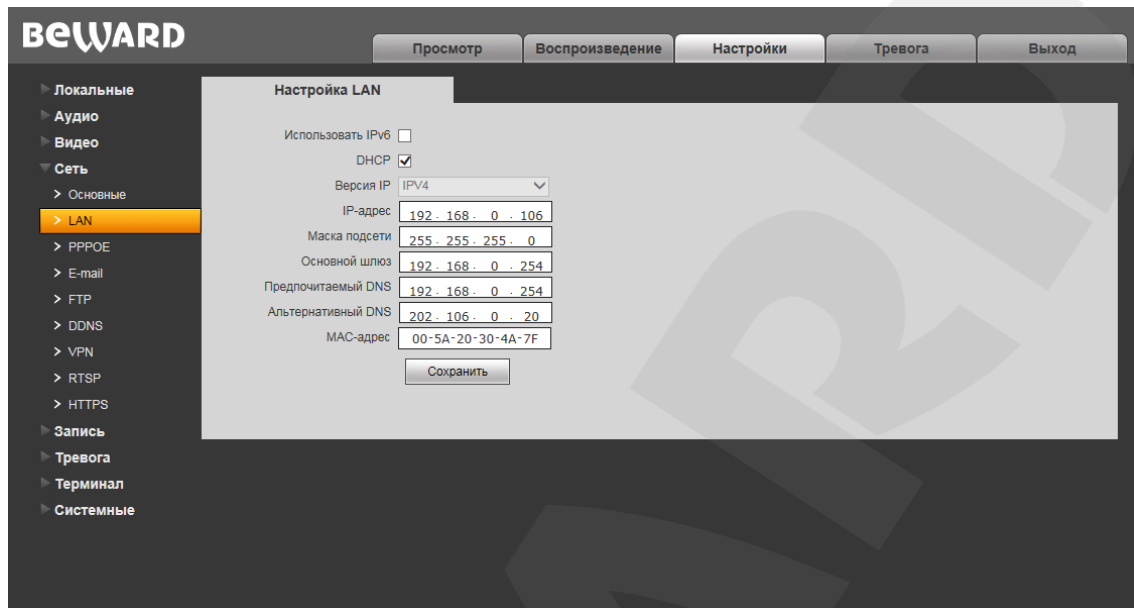 BEWARD
Просмотр Воспроизведение Настройки Тревога Выход
Локальные
Аудио
Видео
Сеть
> Основные
> LAN
> PPPOE
> E-mail
> FTP
> DDNS
> VPN
> RTSP
> HTTPS
Запись
Тревога
Терминал
Системные
Настройка LAN
Использовать IPv6
DHCP
Версия IP IPV4
IP-адрес 192 . 168 . 0 . 106
Маска подсети 255 . 255 . 255 . 0
Основной шлюз 192 . 168 . 0 . 254
Предпочитаемый DNS 192 . 168 . 0 . 254
Альтернативный DNS 202 . 106 . 0 . 20
MAC-адрес 00-5A-20-30-4A-7F
Сохранить